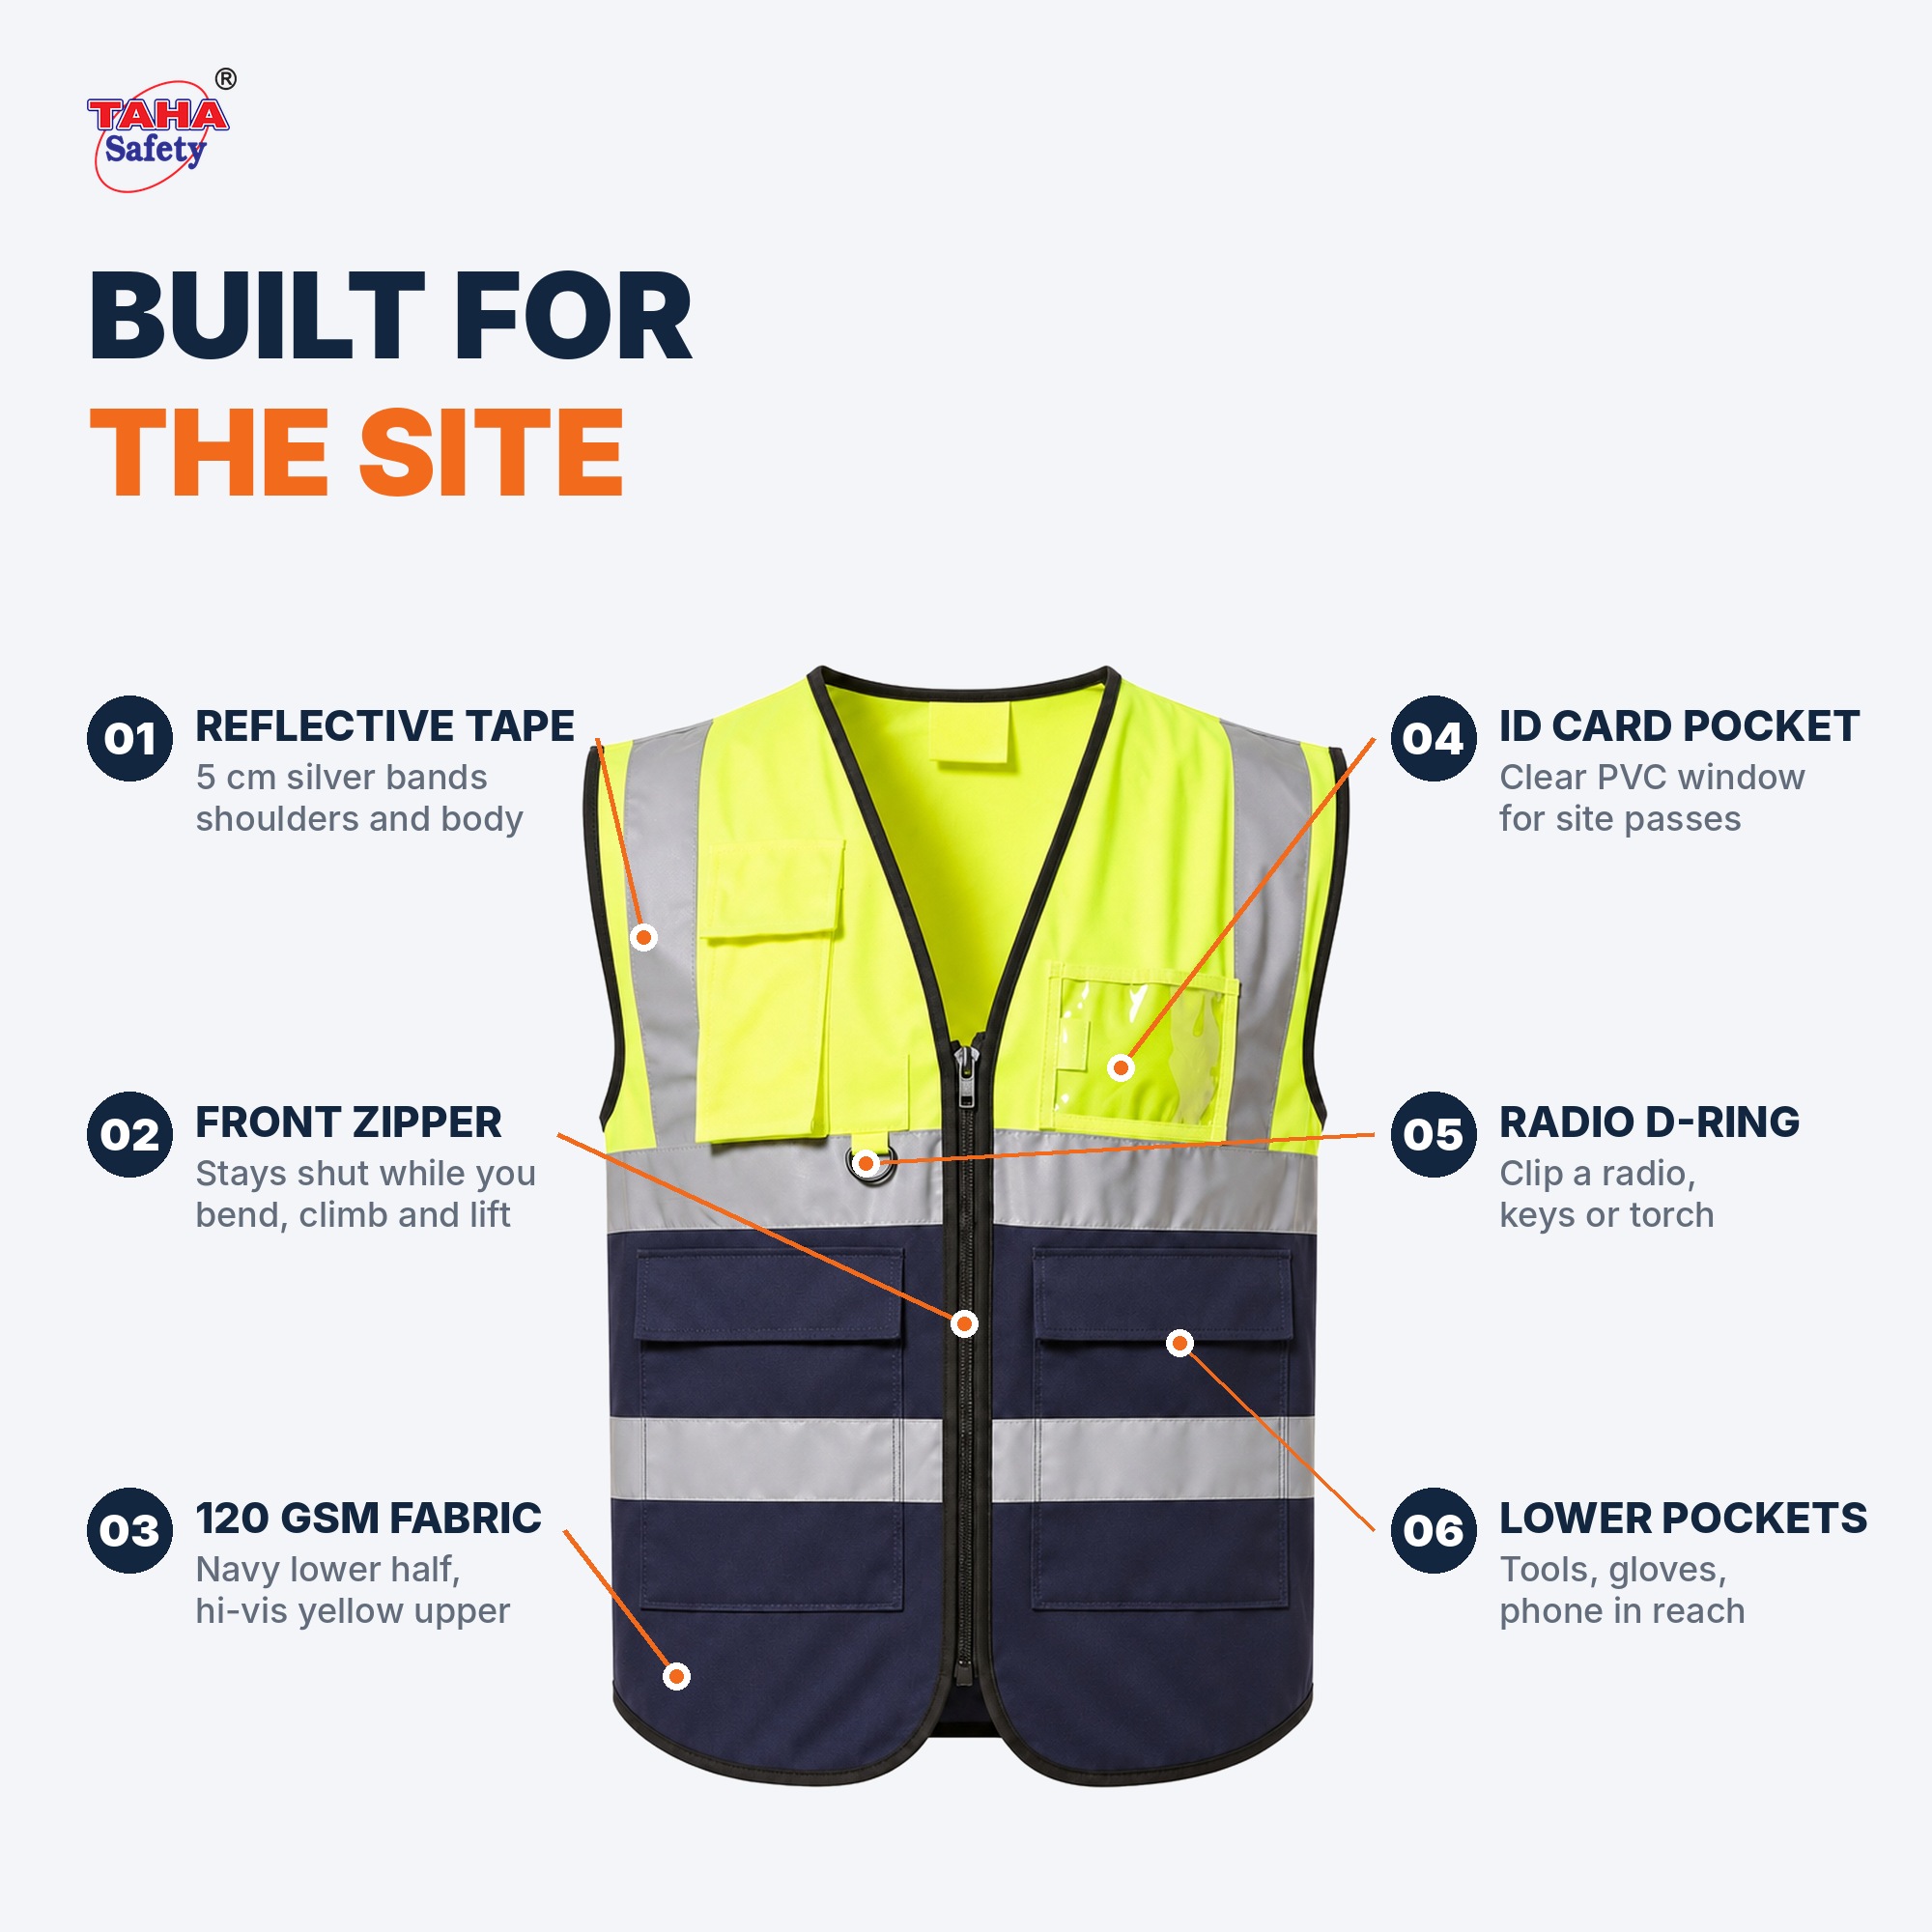 TAHA ®
Safety
BUILT FOR
THE SITE
01 REFLECTIVE TAPE
5 cm silver bands
shoulders and body
02 FRONT ZIPPER
Stays shut while you
bend, climb and lift
03 120 GSM FABRIC
Navy lower half,
hi-vis yellow upper
04 ID CARD POCKET
Clear PVC window
for site passes
05 RADIO D-RING
Clip a radio,
keys or torch
06 LOWER POCKETS
Tools, gloves,
phone in reach